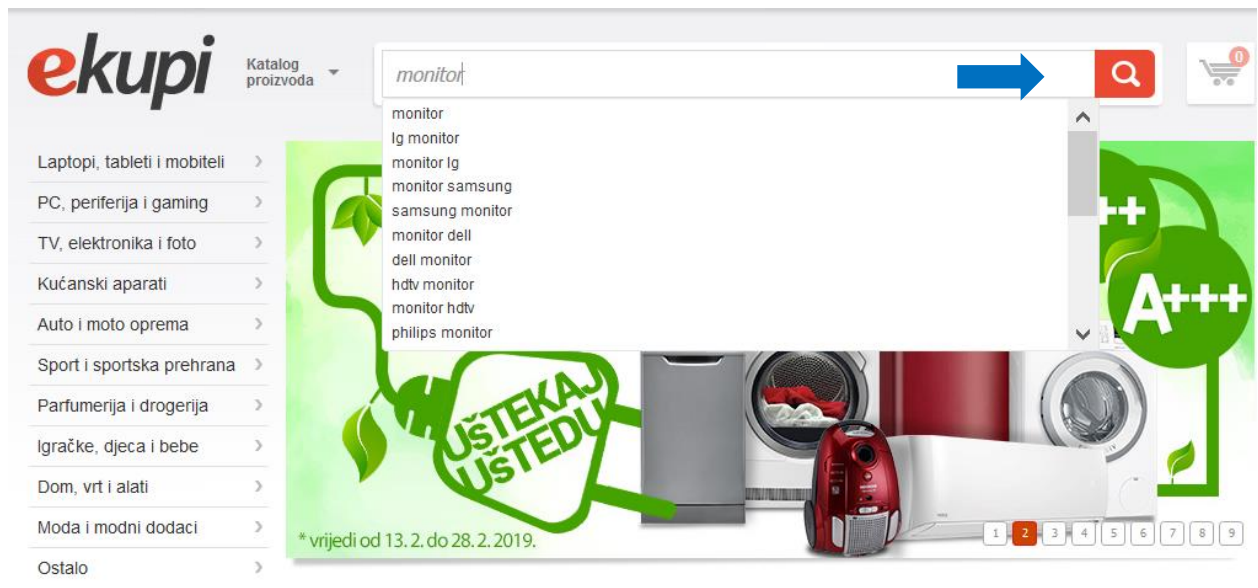 ekupi
Katalog
proizvoda
monitor
0
monitor
lg monitor
monitor lg
monitor samsung
samsung monitor
monitor dell
dell monitor
hdtv monitor
monitor hdtv
philips monitor
Laptopi, tableti i mobiteli
PC, periferija i gaming
TV, elektronika i foto
Kućanski aparati
Auto i moto oprema
Sport i sportska prehrana
Parfumerija i drogerija
Igračke, djeca i bebe
Dom, vrt i alati
Moda i modni dodaci
Ostalo
++
A+++
UŠTEKAJ
UŠTEDU
* vrijedi od 13. 2. do 28. 2. 2019.
1 2 3 4 5 6 7 8 9